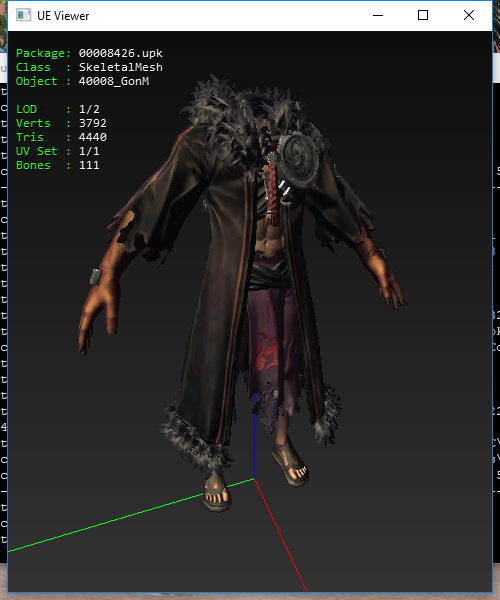 UE Viewer
Package: 00008426.upk
Class  : SkeletalMesh
Object : 40008_GonM
LOD    : 1/2
Verts  : 3792
Tris   : 4440
UV Set : 1/1
Bones  : 111